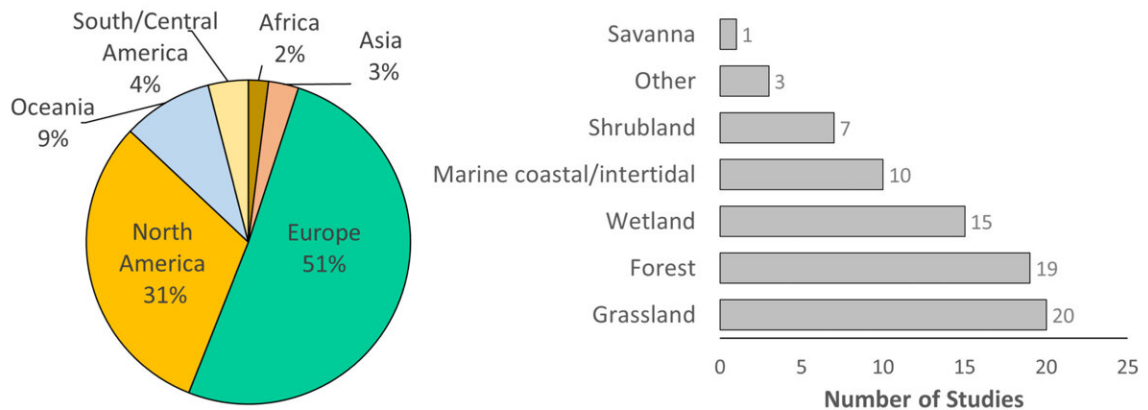 South/Central
America
4%
Africa
2%
Asia
3%
Oceania
9%
North
America
31%
Europe
51%
Savanna
1
Other
3
Shrubland
7
Marine coastal/intertidal
10
Wetland
15
Forest
19
Grassland
20
0 5 10 15 20 25
Number of Studies